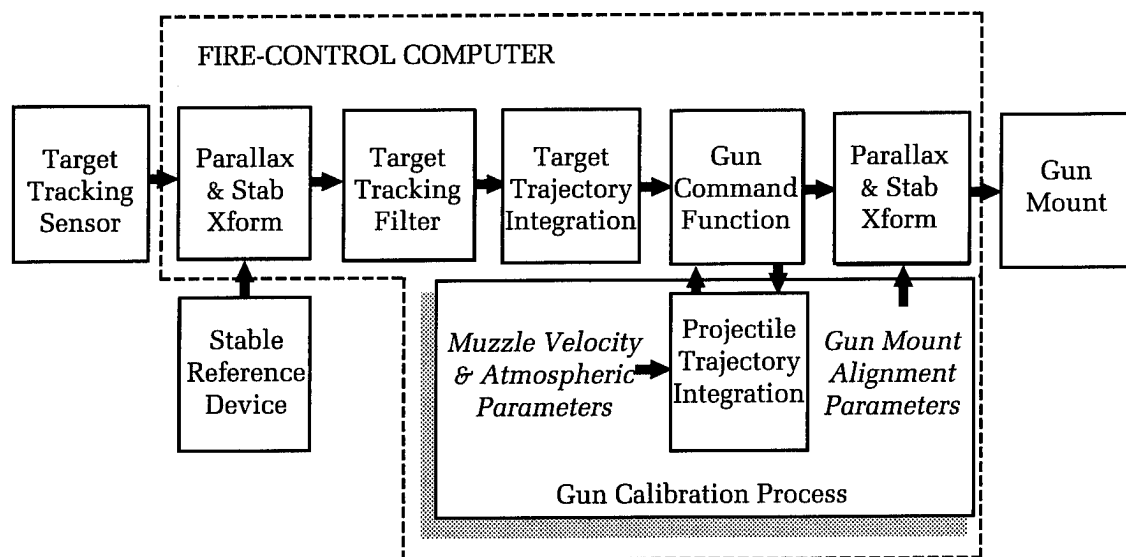 FIRE-CONTROL COMPUTER
Target
Tracking
Sensor
Parallax
& Stab
Xform
Target
Tracking
Filter
Target
Trajectory
Integration
Gun
Command
Function
Parallax
& Stab
Xform
Gun
Mount
Stable
Reference
Device
Muzzle Velocity
& Atmospheric
Parameters
Projectile
Trajectory
Integration
Gun Mount
Alignment
Parameters
Gun Calibration Process